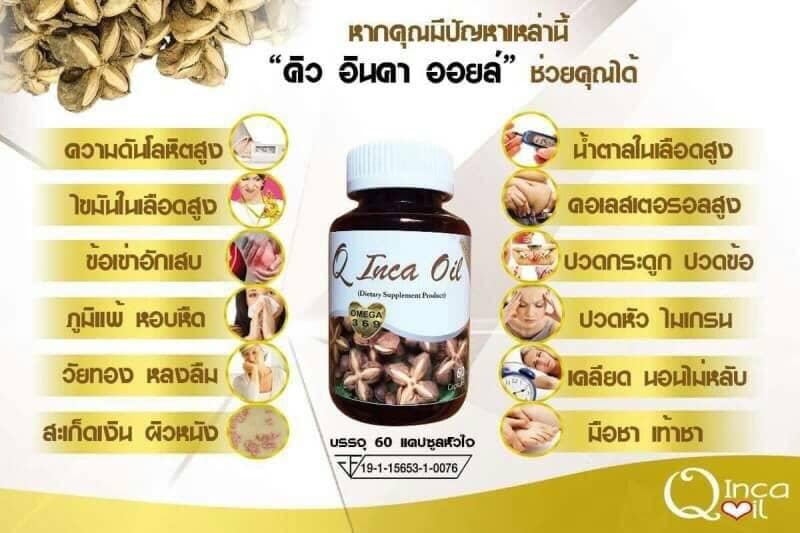 หากคุณมีปัญหาเหล่านี้
“คิว อินคา ออยล์” ช่วยคุณได้
ความดันโลหิตสูง
ไขมันในเลือดสูง
ข้อเข่าอักเสบ
ภูมิแพ้ หอบหืด
วัยทอง หลงลืม
สะเก็ดเงิน ผิวหนัง
น้ำตาลในเลือดสูง
คอเลสเตอรอลสูง
ปวดกระดูก ปวดข้อ
ปวดหัว ไมเกรน
เครียด นอนไม่หลับ
มือชา เท้าชา
Q Inca Oil
(Dietary Supplement Product)
OMEGA
3 6 9
60
Capsules
บรรจุ 60 แคปซูลหัวใจ
19-1-15653-1-0076
Q Inca
Oil